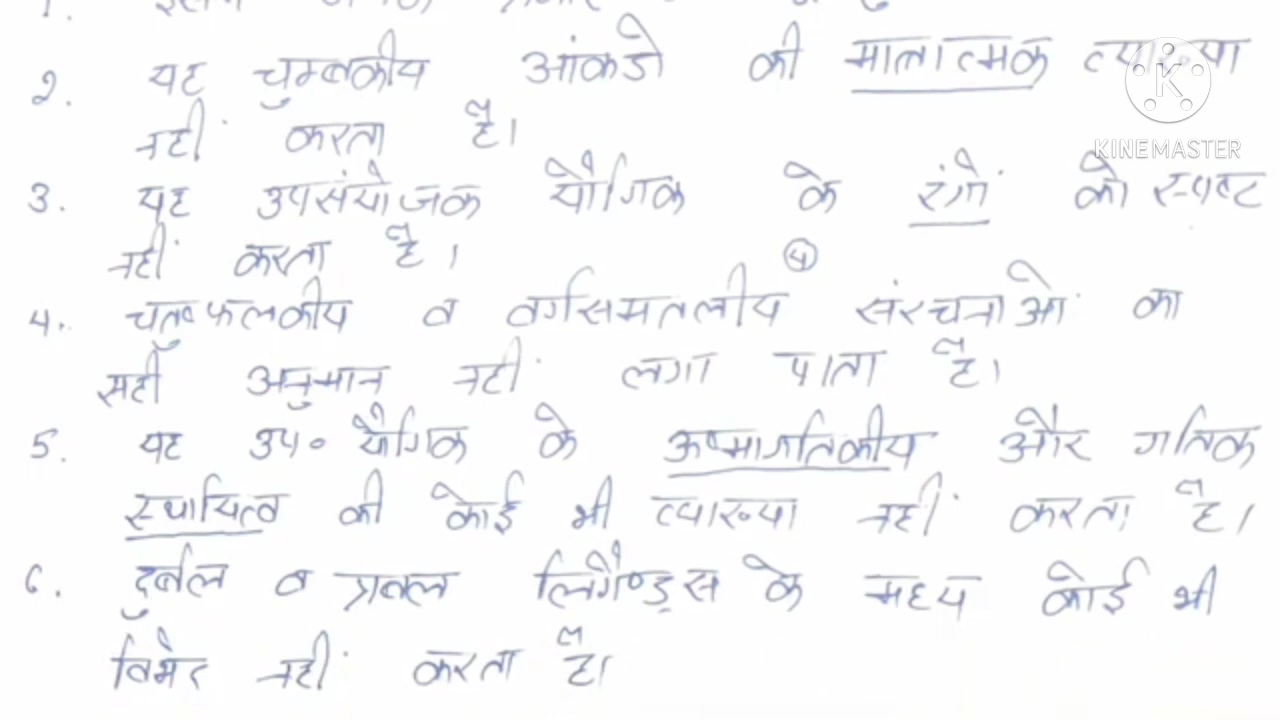 1.
2. यह चुम्बकीय आंकडो की मात्रात्मक व्याख्या
नहीं करता है।
3. यह उपसंयोजक यौगिक के रंगो को स्पष्ट
नहीं करता है।
④
4. चतुष्फलकीय व वर्गसमतलीय संरचनाओं का
सही अनुमान नहीं लगा पाता है।
5. यह उप० यौगिक के ऊष्मागतिकीय और गतिक
स्थायित्व की कोई भी व्याख्या नहीं करता है।
6. दुर्बल व प्रबल लिगैण्ड्स के मध्य कोई भी
विभेद नहीं करता है।
K
KINEMASTER